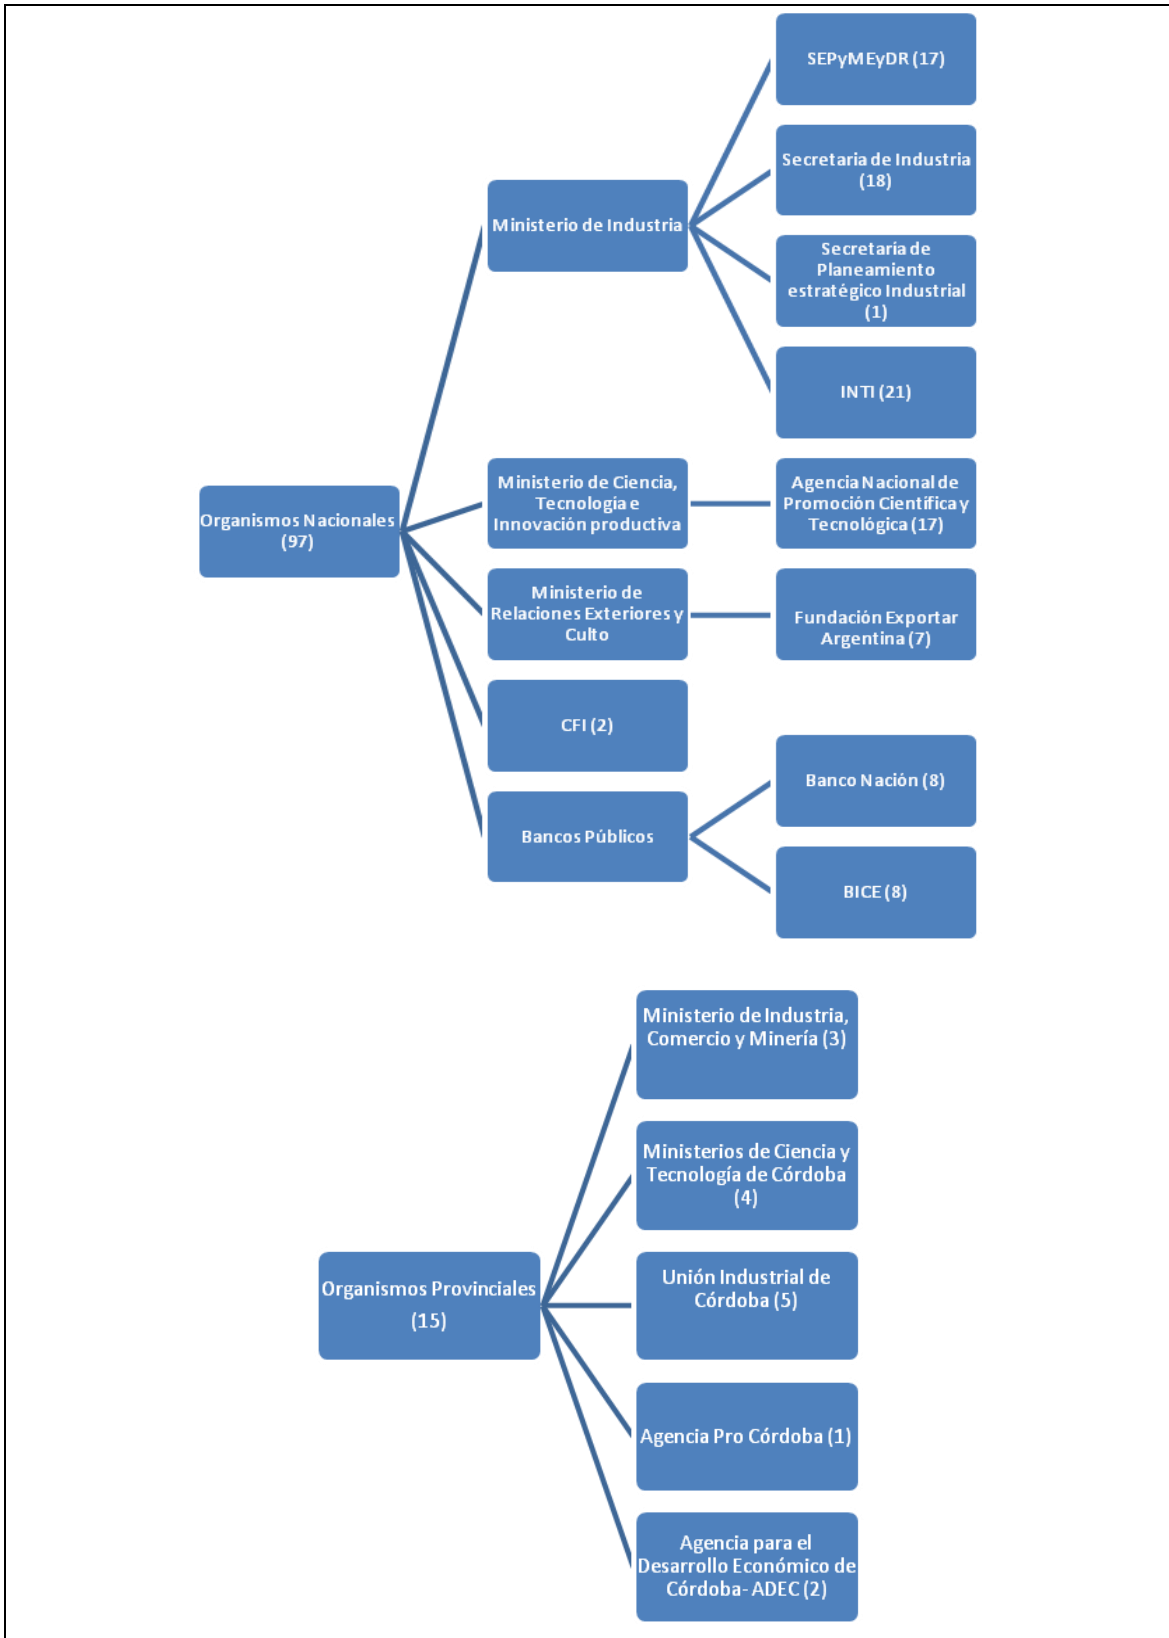 SEPyMEyDR (17)
Secretaria de Industria
(18)
Ministerio de Industria
Secretaria de
Planeamiento
estratégico Industrial
(1)
INTI (21)
Organismos Nacionales
(97)
Ministerio de Ciencia,
Tecnología e
Innovación productiva
Agencia Nacional de
Promoción Científica y
Tecnológica (17)
Ministerio de
Relaciones Exteriores y
Culto
Fundación Exportar
Argentina (7)
CFI (2)
Bancos Públicos
Banco Nación (8)
BICE (8)
Ministerio de Industria,
Comercio y Minería (3)
Ministerios de Ciencia y
Tecnología de Córdoba
(4)
Organismos Provinciales
(15)
Unión Industrial de
Córdoba (5)
Agencia Pro Córdoba (1)
Agencia para el
Desarrollo Económico de
Córdoba- ADEC (2)